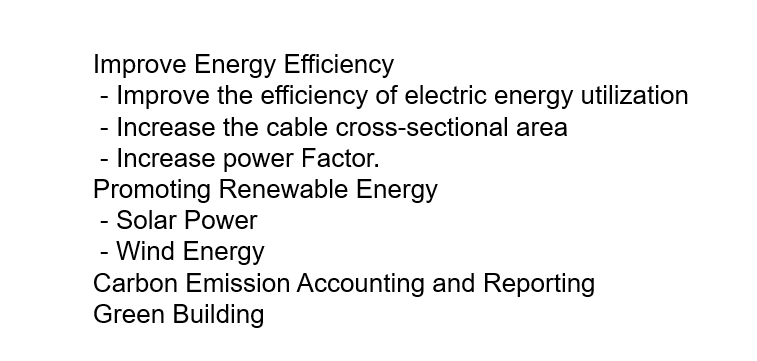 Improve Energy Efficiency
- Improve the efficiency of electric energy utilization
- Increase the cable cross-sectional area
- Increase power Factor.
Promoting Renewable Energy
- Solar Power
- Wind Energy
Carbon Emission Accounting and Reporting
Green Building